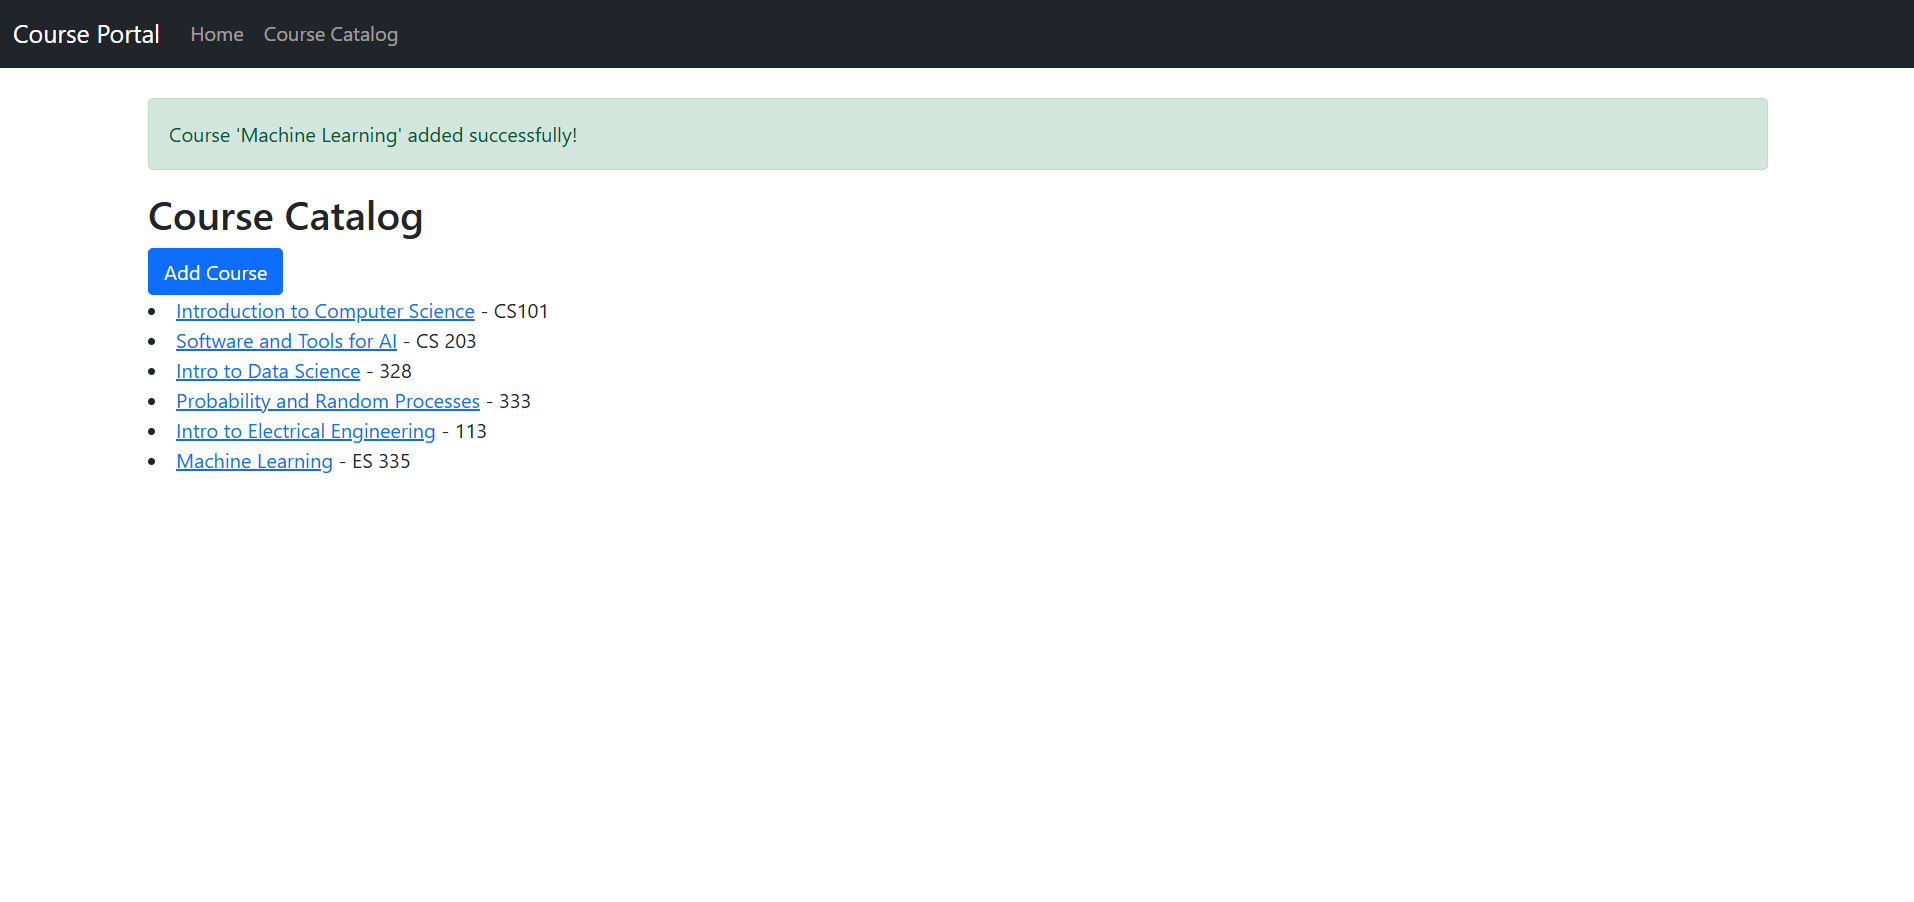 Course Portal Home Course Catalog
Course 'Machine Learning' added successfully!
Course Catalog
Add Course
Introduction to Computer Science - CS101
Software and Tools for AI - CS 203
Intro to Data Science - 328
Probability and Random Processes - 333
Intro to Electrical Engineering - 113
Machine Learning - ES 335